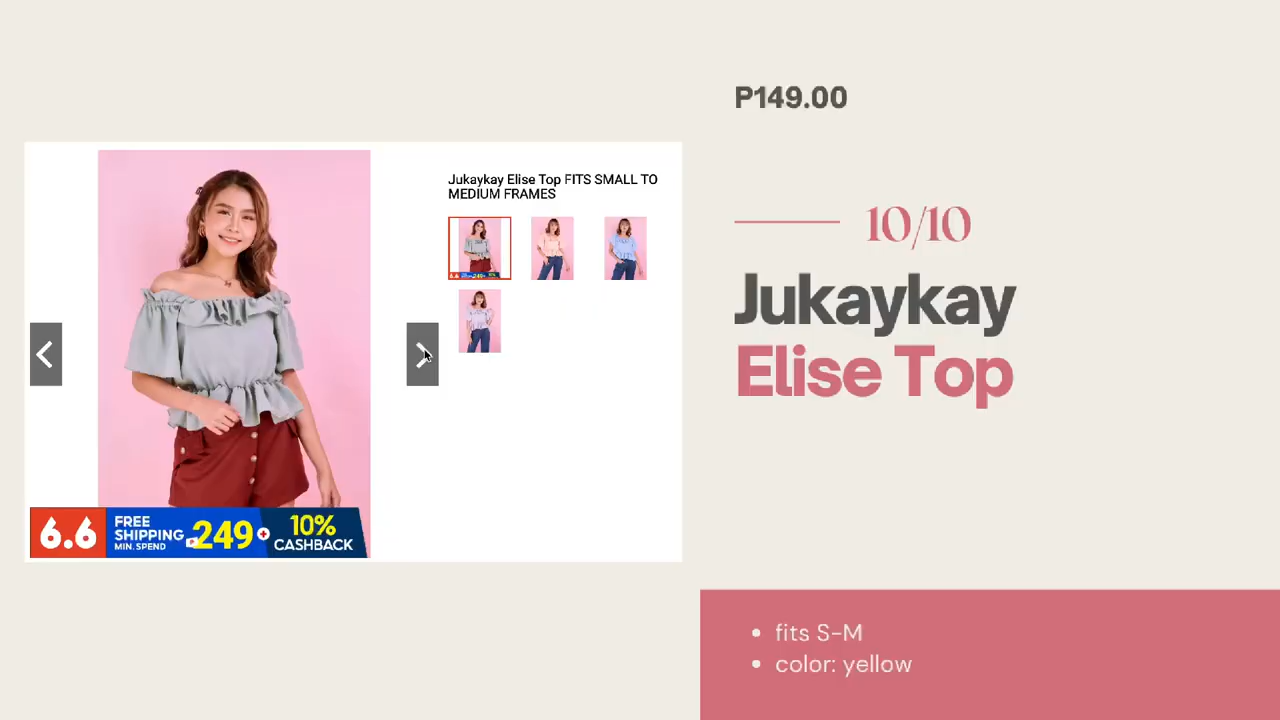 P149.00
Jukaykay Elise Top FITS SMALL TO
MEDIUM FRAMES
10/10
Jukaykay
Elise Top
6.6
FREE
SHIPPING
MIN. SPEND
₱249
+
10%
CASHBACK
• fits S-M
• color: yellow